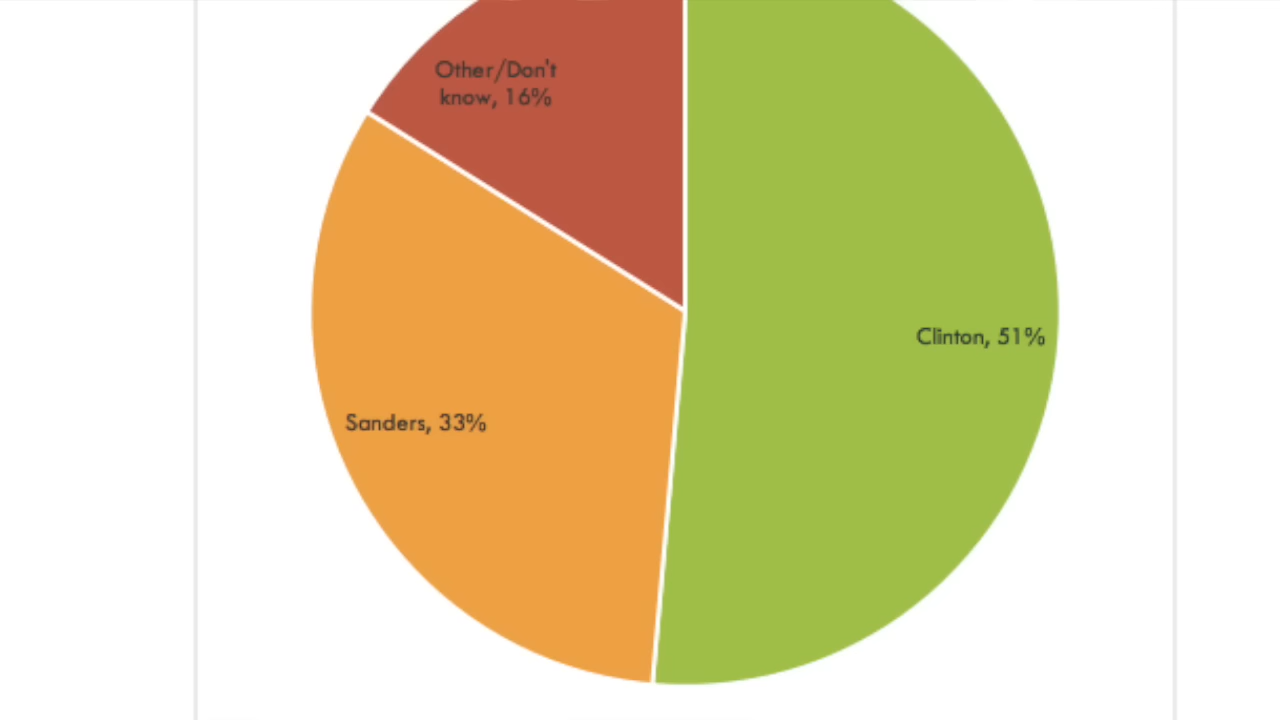 Other/Don't
know, 16%
Clinton, 51%
Sanders, 33%